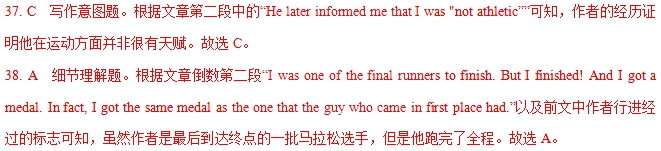 37. C　写作意图题。根据文章第二段中的“He later informed me that I was "not athletic””可知，作者的经历证
明他在运动方面并非很有天赋。故选 C。
38. A　细节理解题。根据文章倒数第二段“I was one of the final runners to finish. But I finished! And I got a
medal. In fact, I got the same medal as the one that the guy who came in first place had.”以及前文中作者行进经
过的标志可知，虽然作者是最后到达终点的一批马拉松选手，但是他跑完了全程。故选 A。